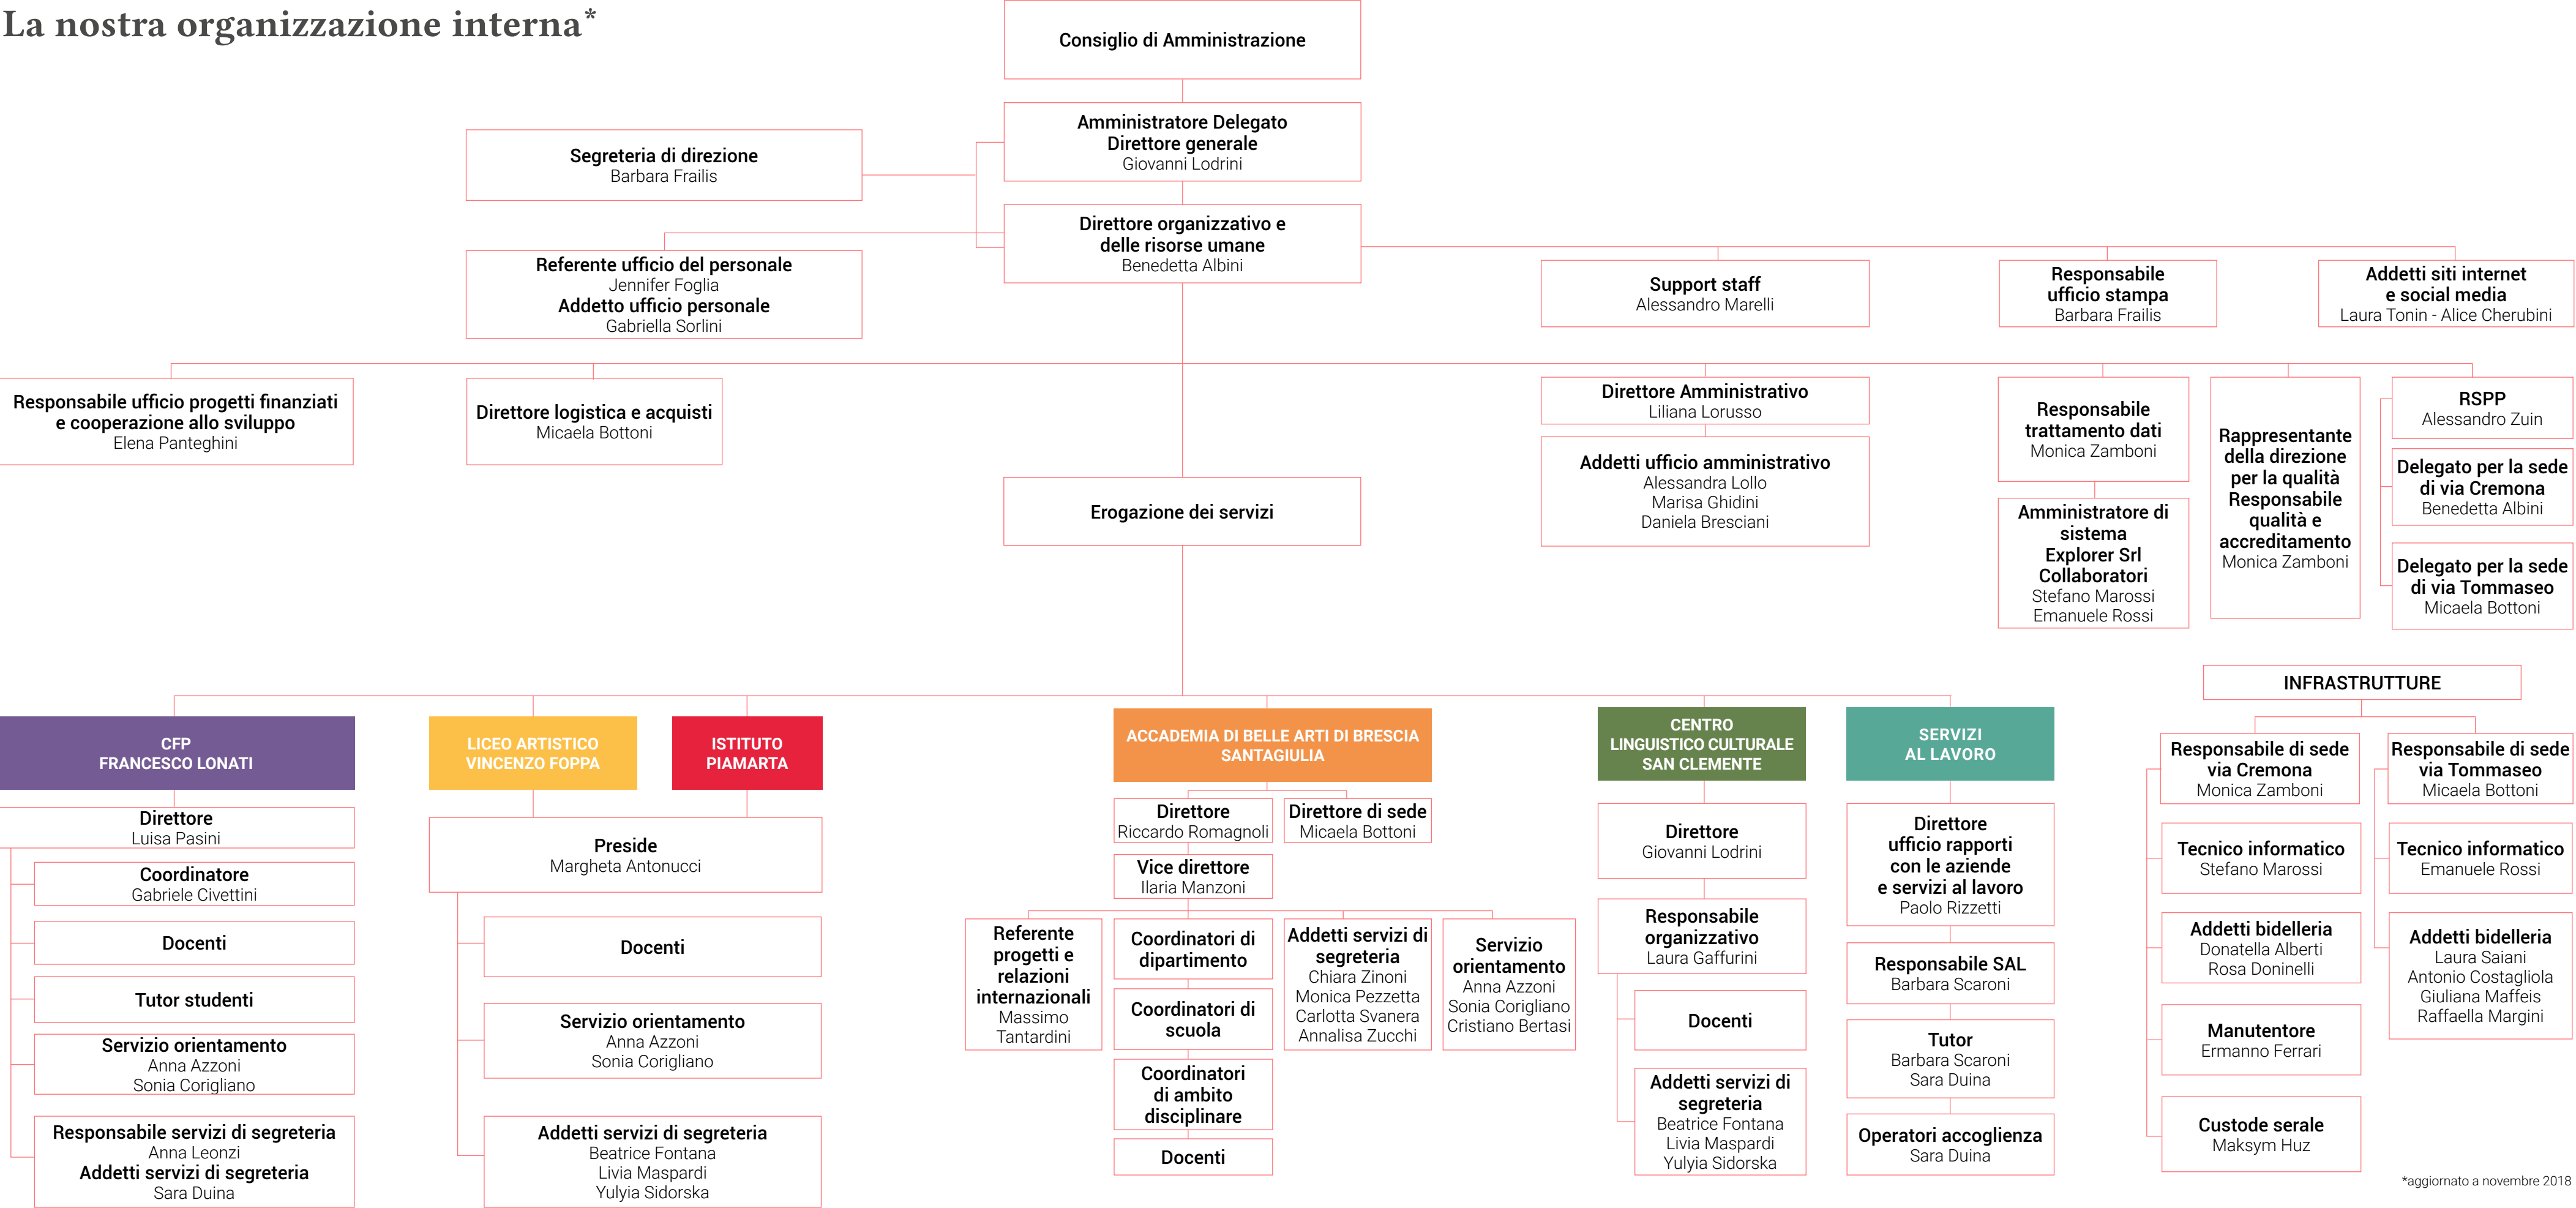 La nostra organizzazione interna*
Consiglio di Amministrazione
Amministratore Delegato
Direttore generale
Giovanni Lodrini
Segreteria di direzione
Barbara Frailis
Direttore organizzativo e
delle risorse umane
Benedetta Albini
Referente ufficio del personale
Jennifer Foglia
Addetto ufficio personale
Gabriella Sorlini
Support staff
Alessandro Marelli
Responsabile
ufficio stampa
Barbara Frailis
Addetti siti internet
e social media
Laura Tonin - Alice Cherubini
Responsabile ufficio progetti finanziati
e cooperazione allo sviluppo
Elena Panteghini
Direttore logistica e acquisti
Micaela Bottoni
Direttore Amministrativo
Liliana Lorusso
Addetti ufficio amministrativo
Alessandra Lollo
Marisa Ghidini
Daniela Bresciani
Responsabile
trattamento dati
Monica Zamboni
Amministratore di
sistema
Explorer Srl
Collaboratori
Stefano Marossi
Emanuele Rossi
Rappresentante
della direzione
per la qualità
Responsabile
qualità e
accreditamento
Monica Zamboni
RSPP
Alessandro Zuin
Delegato per la sede
di via Cremona
Benedetta Albini
Delegato per la sede
di via Tommaseo
Micaela Bottoni
Erogazione dei servizi
CFP
FRANCESCO LONATI
Direttore
Luisa Pasini
Coordinatore
Gabriele Civettini
Docenti
Tutor studenti
Servizio orientamento
Anna Azzoni
Sonia Corigliano
Responsabile servizi di segreteria
Anna Leonzi
Addetti servizi di segreteria
Sara Duina
LICEO ARTISTICO
VINCENZO FOPPA
ISTITUTO
PIAMARTA
Preside
Margheta Antonucci
Docenti
Servizio orientamento
Anna Azzoni
Sonia Corigliano
Addetti servizi di segreteria
Beatrice Fontana
Livia Maspardi
Yulyia Sidorska
ACCADEMIA DI BELLE ARTI DI BRESCIA
SANTAGIULIA
Direttore
Riccardo Romagnoli
Direttore di sede
Micaela Bottoni
Vice direttore
Ilaria Manzoni
Referente
progetti e
relazioni
internazionali
Massimo
Tantardini
Coordinatori di
dipartimento
Coordinatori di
scuola
Coordinatori
di ambito
disciplinare
Docenti
Addetti servizi di
segreteria
Chiara Zinoni
Monica Pezzetta
Carlotta Svanera
Annalisa Zucchi
Servizio
orientamento
Anna Azzoni
Sonia Corigliano
Cristiano Bertasi
CENTRO
LINGUISTICO CULTURALE
SAN CLEMENTE
Direttore
Giovanni Lodrini
Responsabile
organizzativo
Laura Gaffurini
Docenti
Addetti servizi di
segreteria
Beatrice Fontana
Livia Maspardi
Yulyia Sidorska
SERVIZI
AL LAVORO
Direttore
ufficio rapporti
con le aziende
e servizi al lavoro
Paolo Rizzetti
Responsabile SAL
Barbara Scaroni
Tutor
Barbara Scaroni
Sara Duina
Operatori accoglienza
Sara Duina
INFRASTRUTTURE
Responsabile di sede
via Cremona
Monica Zamboni
Tecnico informatico
Stefano Marossi
Addetti bidelleria
Donatella Alberti
Rosa Doninelli
Manutentore
Ermanno Ferrari
Custode serale
Maksym Huz
Responsabile di sede
via Tommaseo
Micaela Bottoni
Tecnico informatico
Emanuele Rossi
Addetti bidelleria
Laura Saiani
Antonio Costagliola
Giuliana Maffeis
Raffaella Margini
*aggiornato a novembre 2018